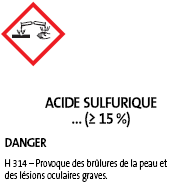 ACIDE SULFURIQUE
... (≥ 15 %)
DANGER
H 314 – Provoque des brûlures de la peau et
des lésions oculaires graves.